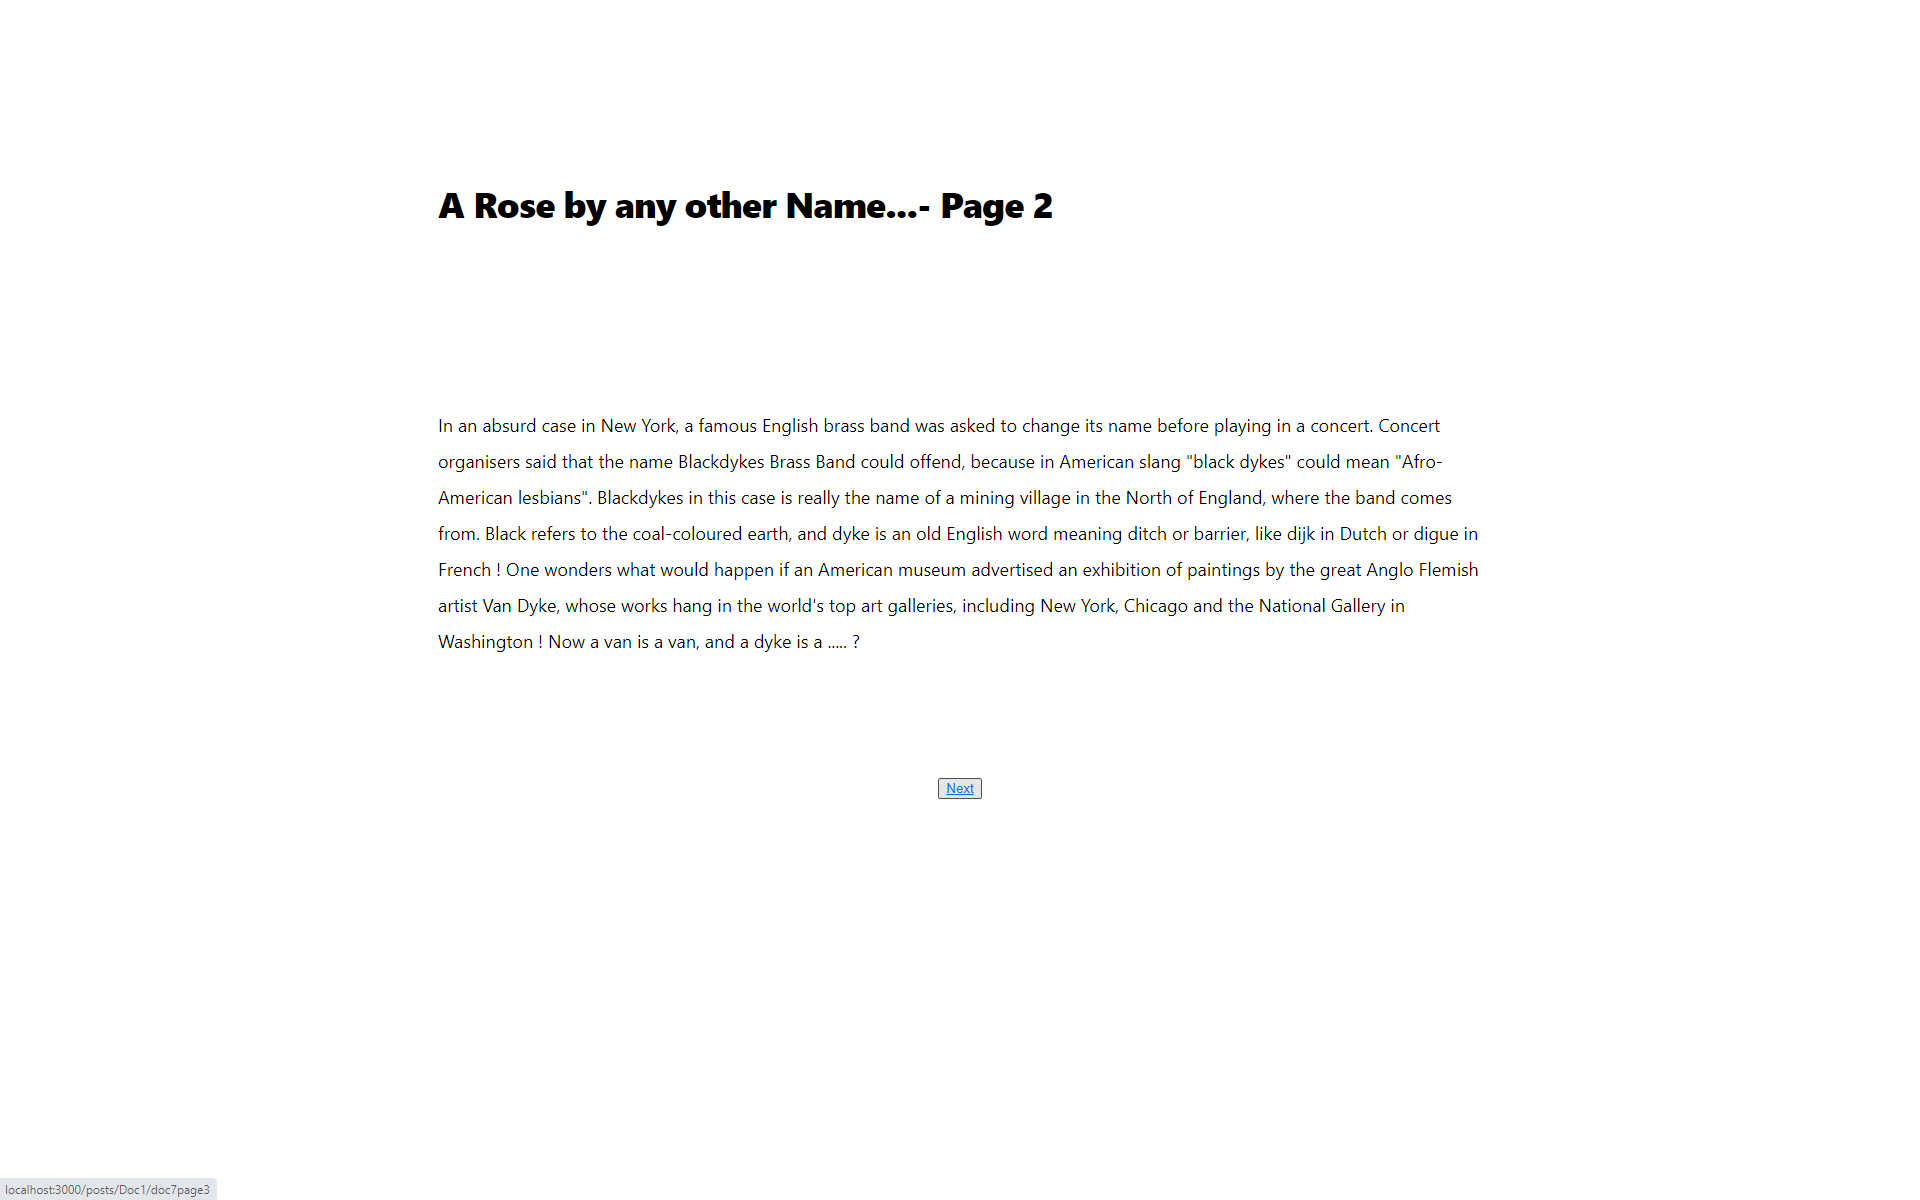 A Rose by any other Name...- Page 2
In an absurd case in New York, a famous English brass band was asked to change its name before playing in a concert. Concert
organisers said that the name Blackdykes Brass Band could offend, because in American slang "black dykes" could mean "Afro-
American lesbians". Blackdykes in this case is really the name of a mining village in the North of England, where the band comes
from. Black refers to the coal-coloured earth, and dyke is an old English word meaning ditch or barrier, like dijk in Dutch or digue in
French ! One wonders what would happen if an American museum advertised an exhibition of paintings by the great Anglo Flemish
artist Van Dyke, whose works hang in the world's top art galleries, including New York, Chicago and the National Gallery in
Washington ! Now a van is a van, and a dyke is a ..... ?
Next
localhost:3000/posts/Doc1/doc7page3